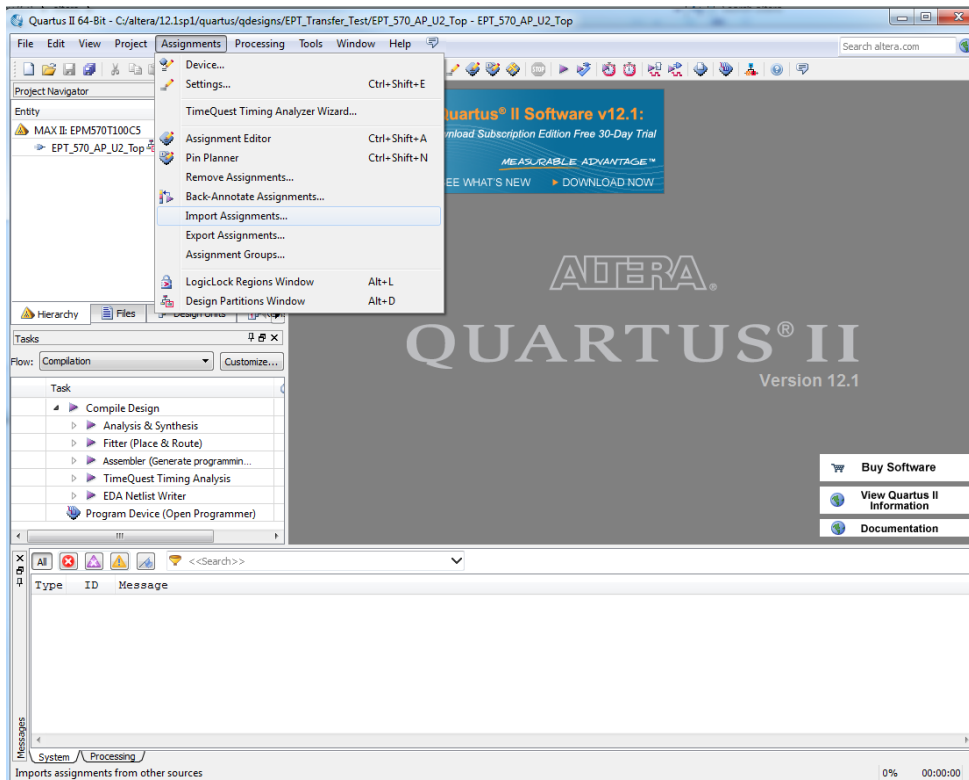 Quartus II 64-Bit - C:/altera/12.1sp1/quartus/qdesigns/EPT_Transfer_Test/EPT_570_AP_U2_Top - EPT_570_AP_U2_Top
File Edit View Project Assignments Processing Tools Window Help
Search altera.com
Project Navigator
Entity
MAX II: EPM570T100C5
EPT_570_AP_U2_Top
Device...
Settings... Ctrl+Shift+E
TimeQuest Timing Analyzer Wizard...
Assignment Editor Ctrl+Shift+A
Pin Planner Ctrl+Shift+N
Remove Assignments...
Back-Annotate Assignments...
Import Assignments...
Export Assignments...
Assignment Groups...
LogicLock Regions Window Alt+L
Design Partitions Window Alt+D
uartus® II Software v12.1:
nload Subscription Edition Free 30-Day Trial
MEASURABLE ADVANTAGE™
EE WHAT'S NEW DOWNLOAD NOW
Hierarchy Files Design Units
Tasks
Flow: Compilation Customize...
Task
Compile Design
Analysis & Synthesis
Fitter (Place & Route)
Assembler (Generate programmin...
TimeQuest Timing Analysis
EDA Netlist Writer
Program Device (Open Programmer)
ALTERA®
QUARTUS® II
Version 12.1
Buy Software
View Quartus II
Information
Documentation
All <<Search>>
Type ID Message
Messages
System Processing
Imports assignments from other sources 0% 00:00:00